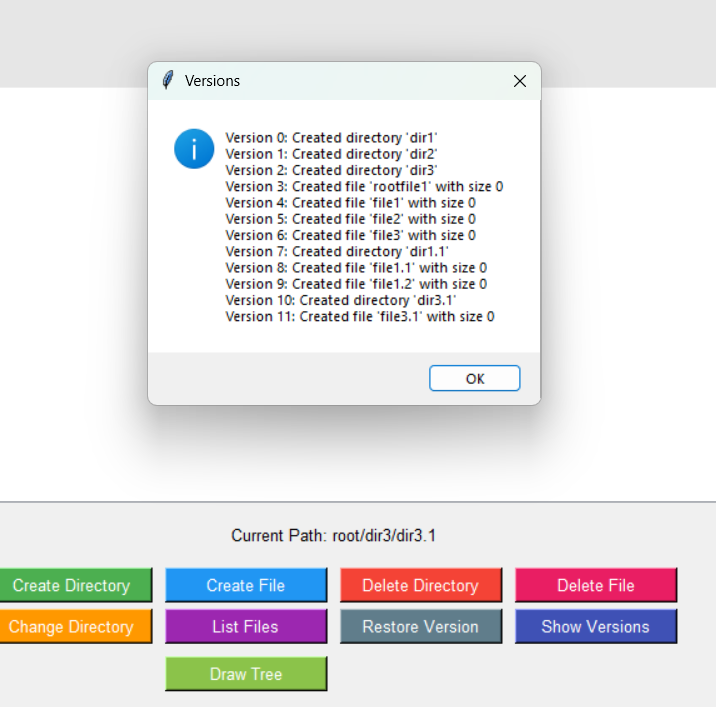 Versions
Version 0: Created directory 'dir1'
Version 1: Created directory 'dir2'
Version 2: Created directory 'dir3'
Version 3: Created file 'rootfile1' with size 0
Version 4: Created file 'file1' with size 0
Version 5: Created file 'file2' with size 0
Version 6: Created file 'file3' with size 0
Version 7: Created directory 'dir1.1'
Version 8: Created file 'file1.1' with size 0
Version 9: Created file 'file1.2' with size 0
Version 10: Created directory 'dir3.1'
Version 11: Created file 'file3.1' with size 0
OK
Current Path: root/dir3/dir3.1
Create Directory Create File Delete Directory Delete File
Change Directory List Files Restore Version Show Versions
Draw Tree